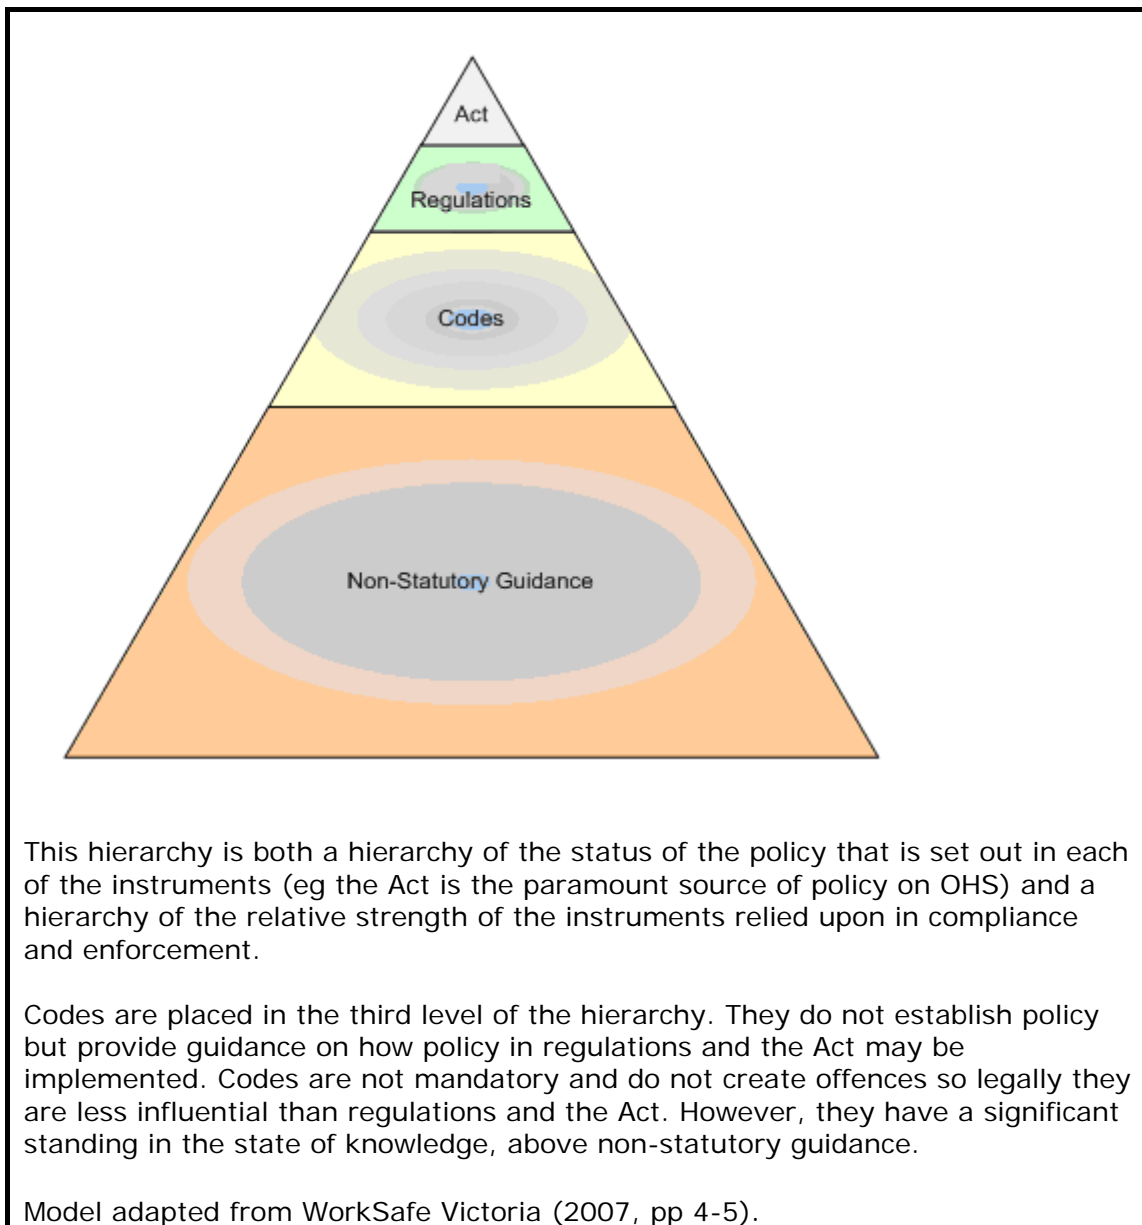 Act
Regulations
Codes
Non-Statutory Guidance
This hierarchy is both a hierarchy of the status of the policy that is set out in each
of the instruments (eg the Act is the paramount source of policy on OHS) and a
hierarchy of the relative strength of the instruments relied upon in compliance
and enforcement.
Codes are placed in the third level of the hierarchy. They do not establish policy
but provide guidance on how policy in regulations and the Act may be
implemented. Codes are not mandatory and do not create offences so legally they
are less influential than regulations and the Act. However, they have a significant
standing in the state of knowledge, above non-statutory guidance.
Model adapted from WorkSafe Victoria (2007, pp 4-5).